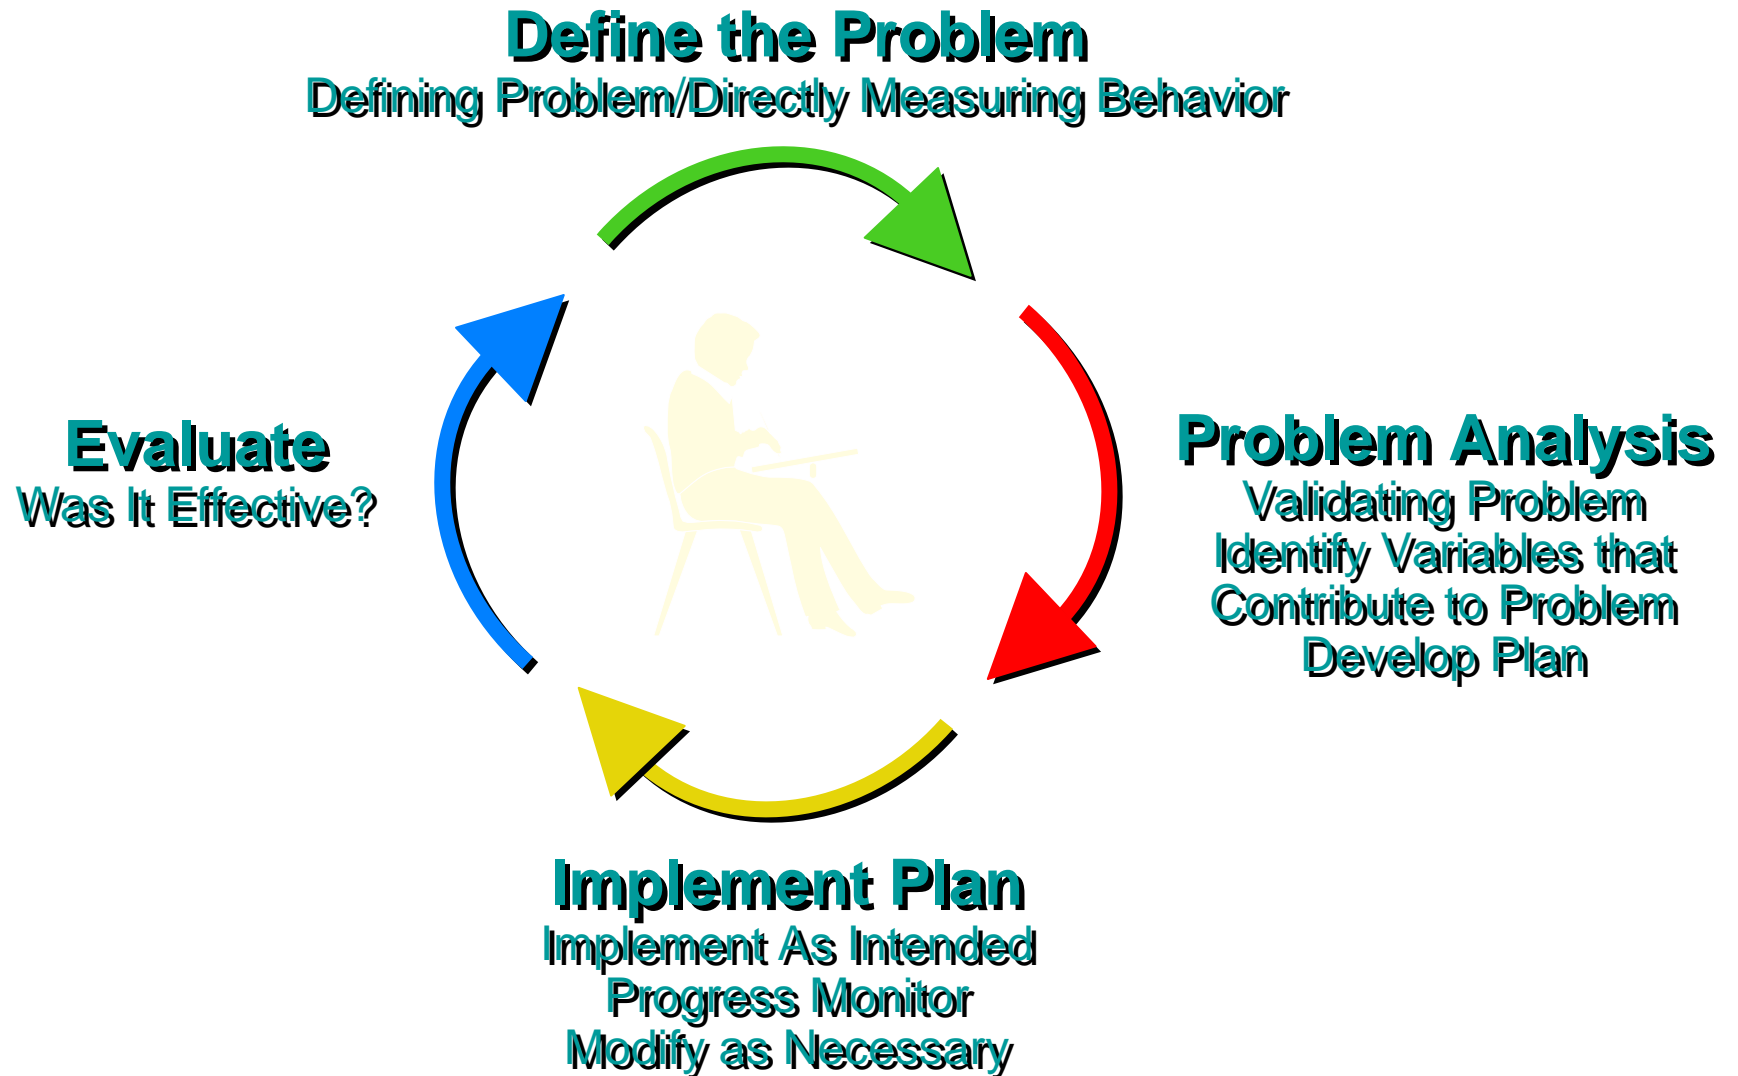 Define the Problem
Defining Problem/Directly Measuring Behavior
Evaluate
Was It Effective?
Problem Analysis
Validating Problem
Identify Variables that
Contribute to Problem
Develop Plan
Implement Plan
Implement As Intended
Progress Monitor
Modify as Necessary